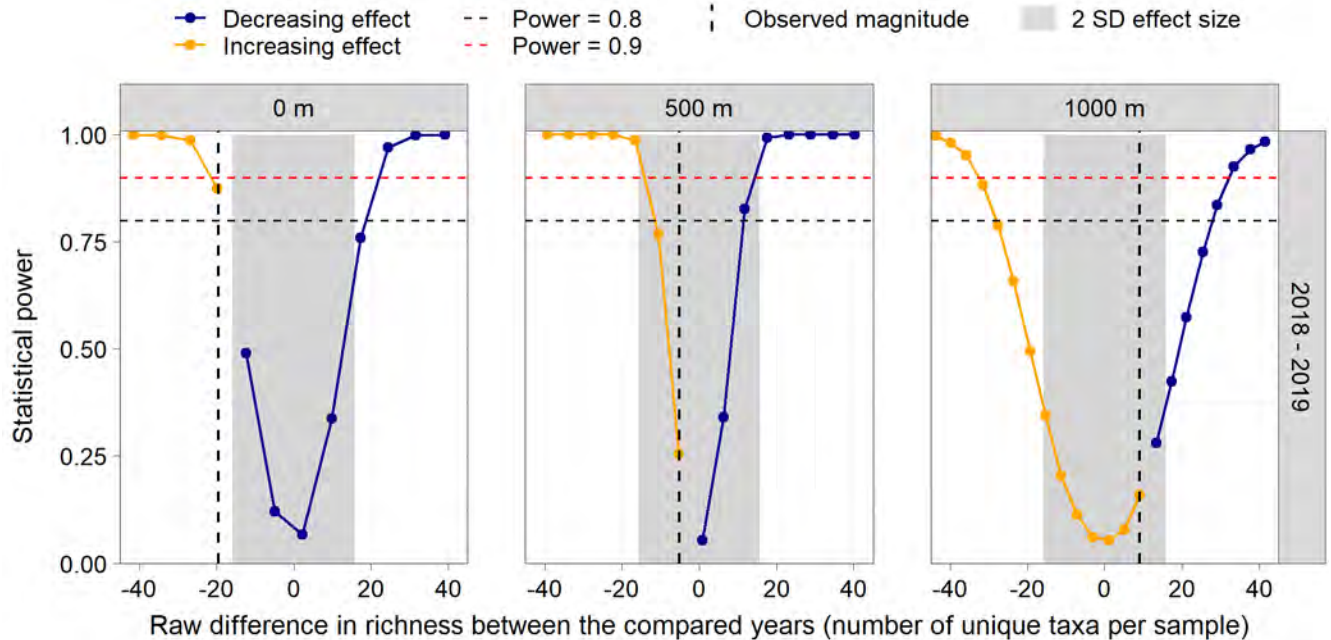 Decreasing effect Power = 0.8 Observed magnitude 2 SD effect size
Increasing effect Power = 0.9
0 m 500 m 1000 m
1.00
0.75
0.50
0.25
0.00
Statistical power
2018 - 2019
-40 -20 0 20 40 -40 -20 0 20 40 -40 -20 0 20 40
Raw difference in richness between the compared years (number of unique taxa per sample)